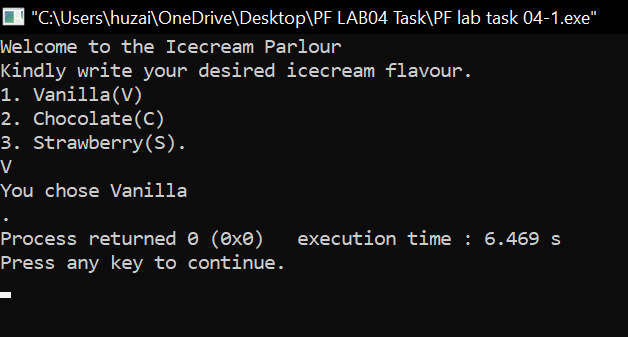 "C:\Users\huzai\OneDrive\Desktop\PF LAB04 Task\PF lab task 04-1.exe"
Welcome to the Icecream Parlour
Kindly write your desired icecream flavour.
1. Vanilla(V)
2. Chocolate(C)
3. Strawberry(S).
V
You chose Vanilla
.
Process returned 0 (0x0)   execution time : 6.469 s
Press any key to continue.